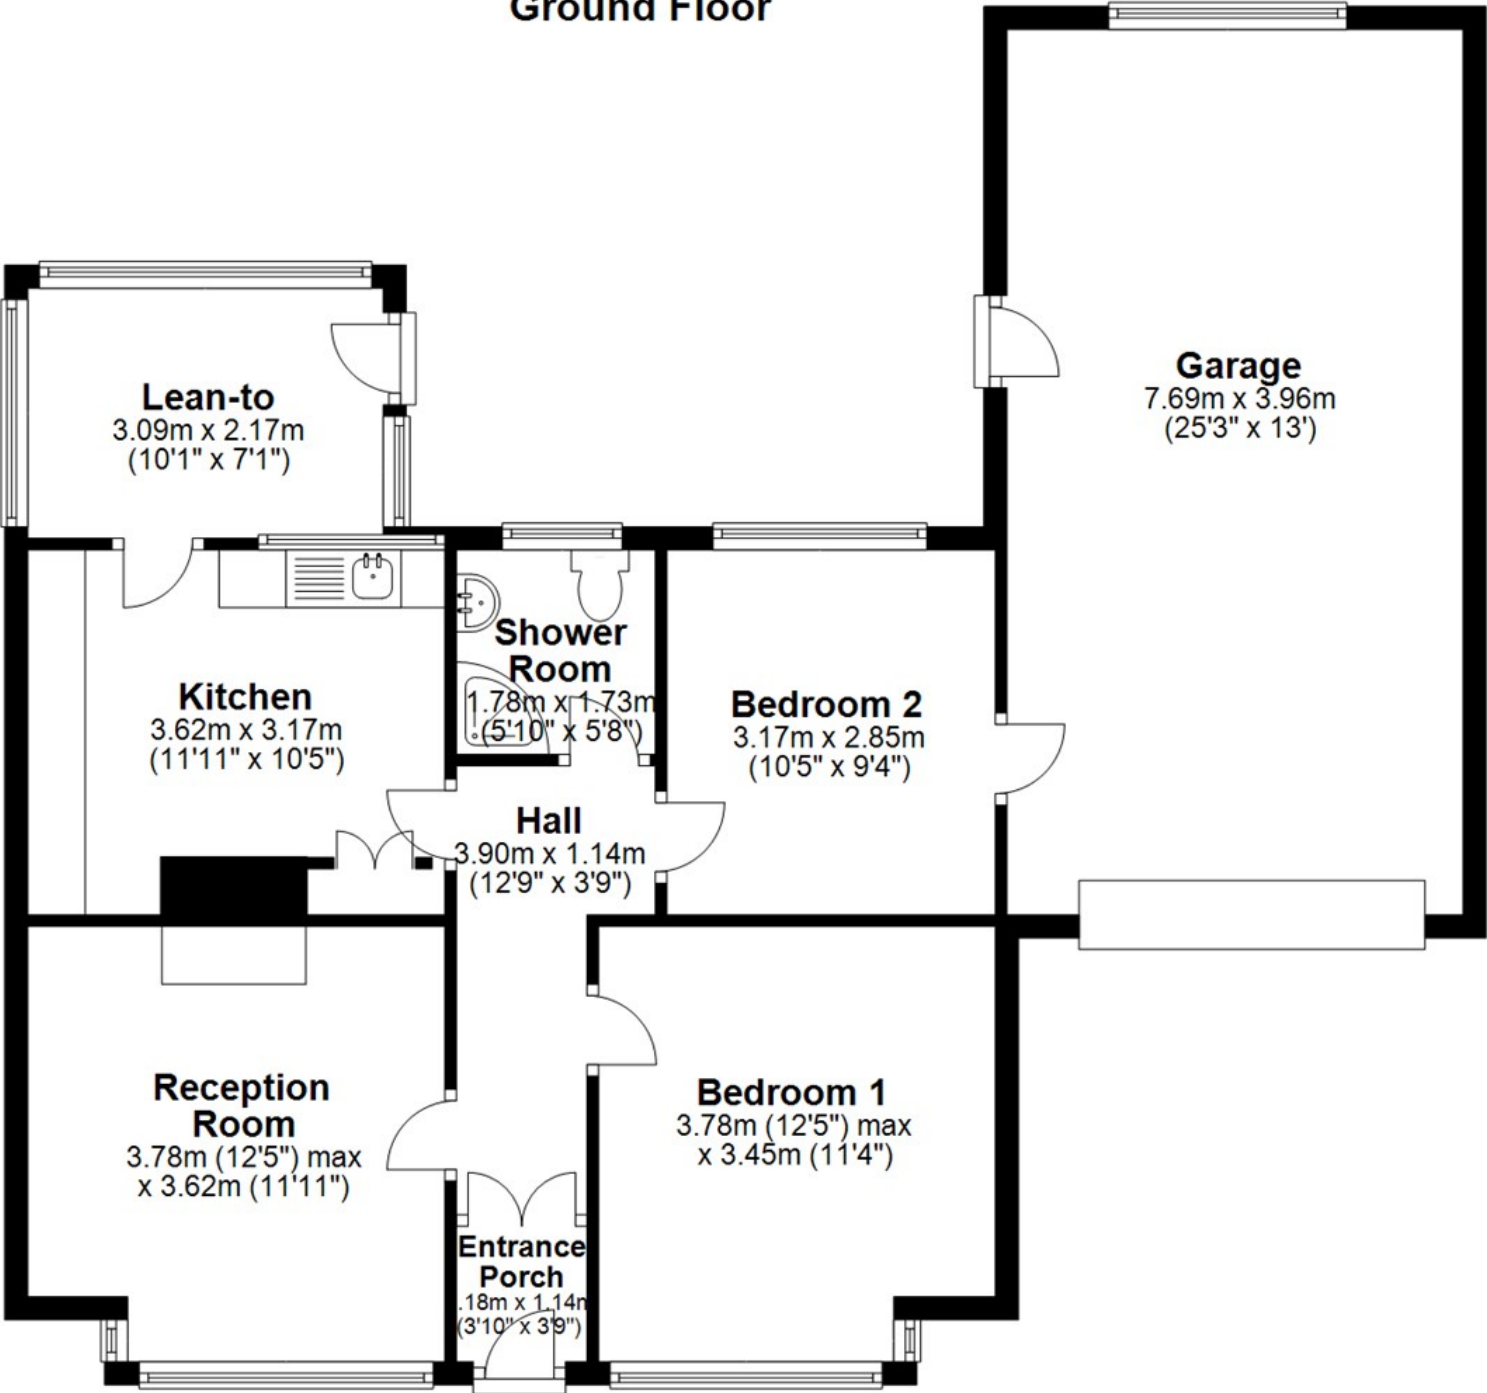 Ground Floor
Garage
7.69m x 3.96m
(25'3" x 13')
Lean-to
3.09m x 2.17m
(10'1" x 7'1")
Shower
Room
1.78m x 1.73m
(5'10" x 5'8")
Kitchen
3.62m x 3.17m
(11'11" x 10'5")
Bedroom 2
3.17m x 2.85m
(10'5" x 9'4")
Hall
3.90m x 1.14m
(12'9" x 3'9")
Reception
Room
3.78m (12'5") max
x 3.62m (11'11")
Bedroom 1
3.78m (12'5") max
x 3.45m (11'4")
Entrance
Porch
.18m x 1.14m
(3'10" x 3'9")